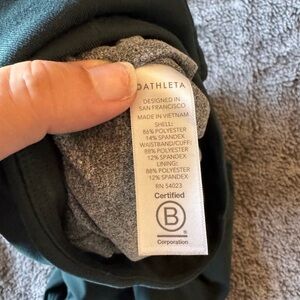 ATHLETA
DESIGNED IN
SAN FRANCISCO
MADE IN VIETNAM
SHELL:
86% POLYESTER
14% SPANDEX
WAISTBAND/CUFF:
88% POLYESTER
12% SPANDEX
LINING:
88% POLYESTER
12% SPANDEX
RN 54023
Certified
B
Corporation